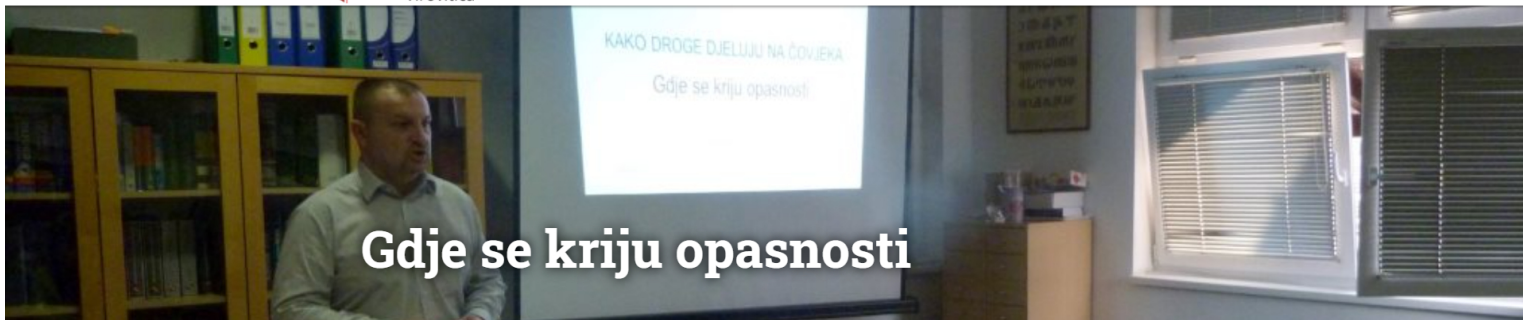 KAKO DROGE DJELUJU NA ČOVJEKA
Gdje se kriju opasnosti
Gdje se kriju opasnosti